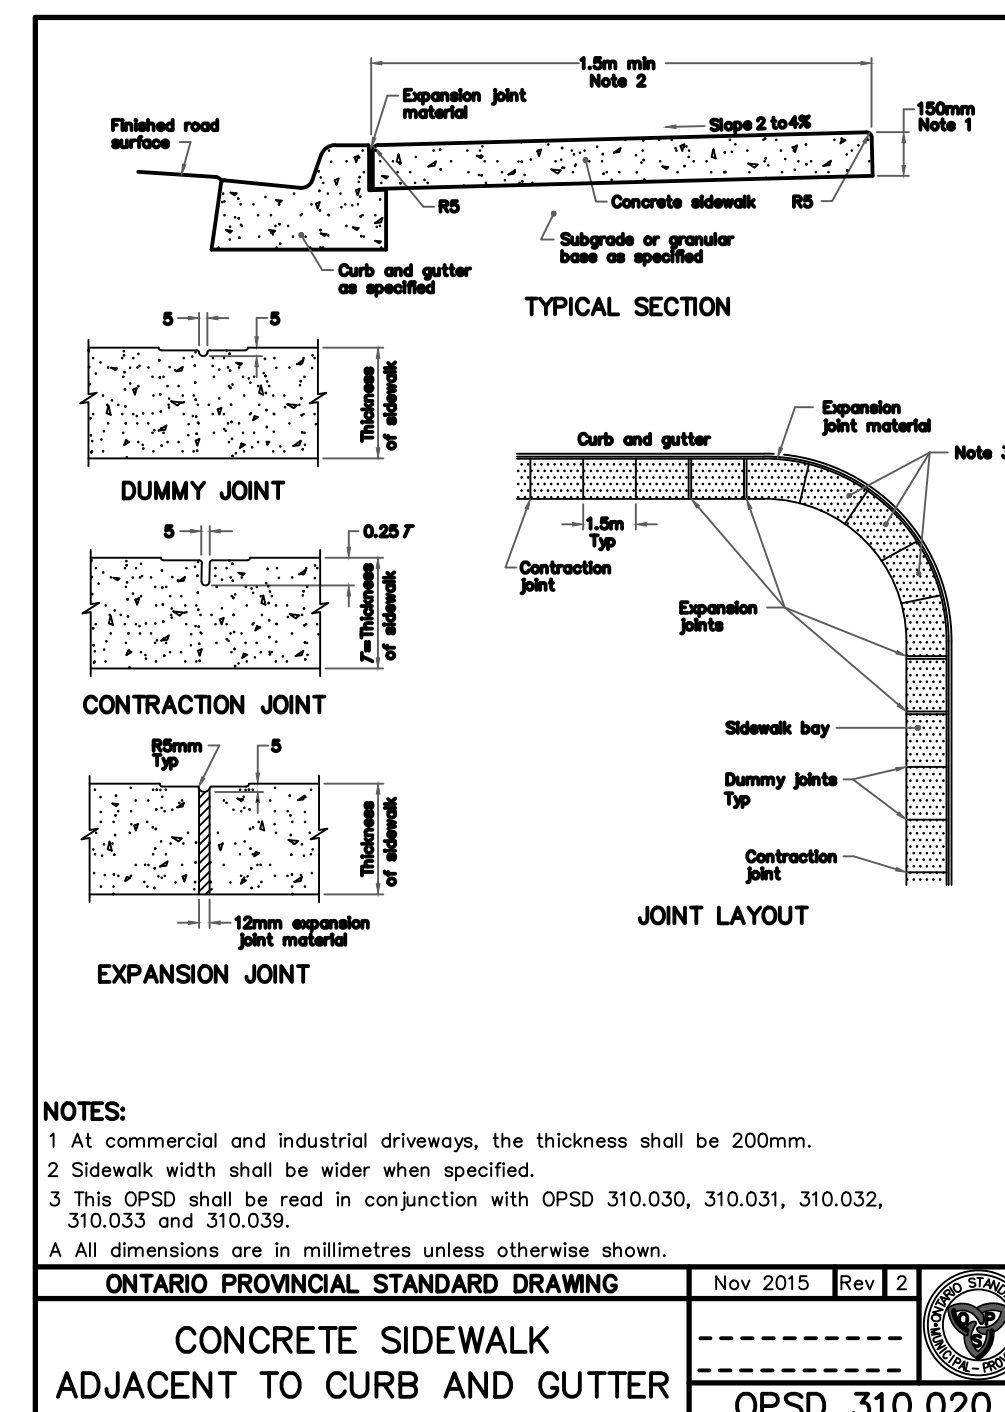 1.5m min
Note 2
Expansion joint
material
Finished road
surface
150mm
Note 1
Slope 2 to 4%
R5
Concrete sidewalk
R5
Subgrade or granular
base as specified
Curb and gutter
as specified
TYPICAL SECTION
5
5
Thickness
of sidewalk
DUMMY JOINT
5
0.25T
T=Thickness
of sidewalk
CONTRACTION JOINT
R5mm
Typ
5
Thickness
of sidewalk
12mm expansion
joint material
EXPANSION JOINT
Expansion
joint material
Curb and gutter
Note 3
1.5m
Typ
Contraction
joint
Expansion
joints
Sidewalk bay
Dummy joints
Typ
Contraction
joint
JOINT LAYOUT
NOTES:
1 At commercial and industrial driveways, the thickness shall be 200mm.
2 Sidewalk width shall be wider when specified.
3 This OPSD shall be read in conjunction with OPSD 310.030, 310.031, 310.032,
310.033 and 310.039.
A All dimensions are in millimetres unless otherwise shown.
ONTARIO PROVINCIAL STANDARD DRAWING
Nov 2015
Rev
2
CONCRETE SIDEWALK
ADJACENT TO CURB AND GUTTER
OPSD 310.020
ONTARIO
MUNICIPAL
O P S